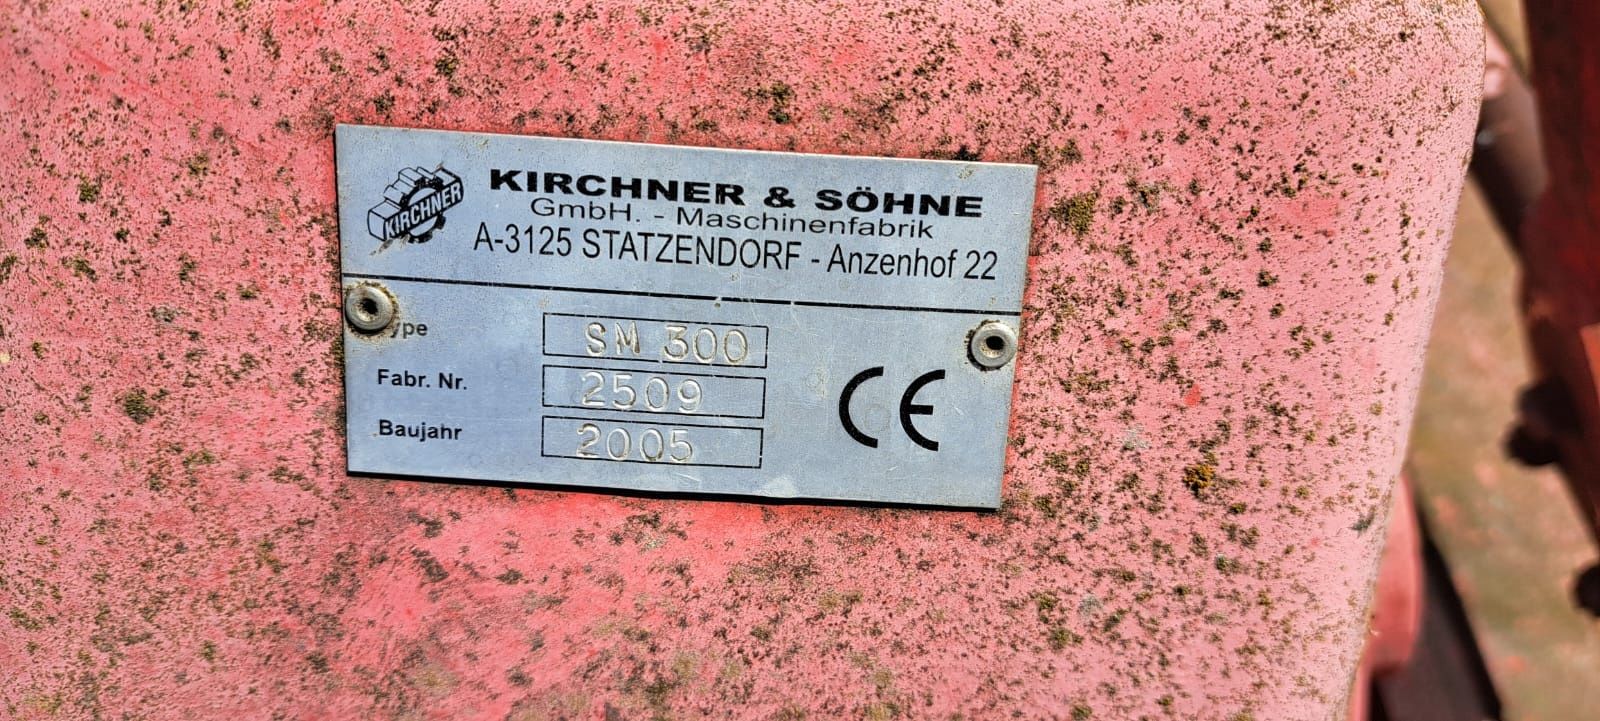 KIRCHNER
KIRCHNER & SÖHNE
GmbH. - Maschinenfabrik
A-3125 STATZENDORF - Anzenhof 22
ype SM 300
Fabr. Nr. 2509
Baujahr 2005
CE